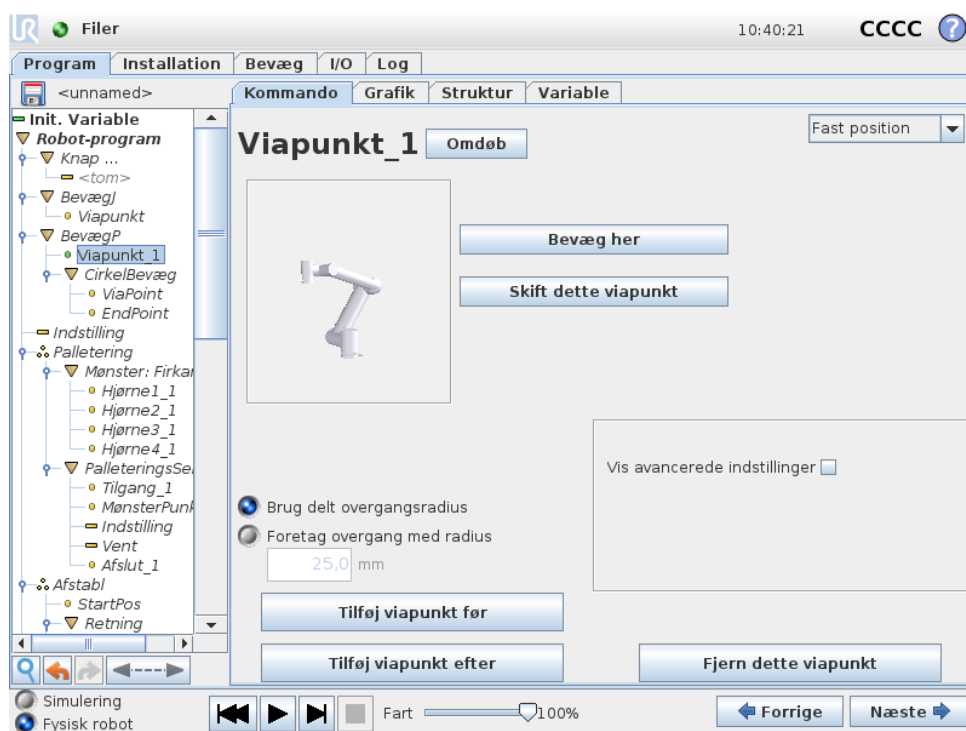 UR Filer 10:40:21 CCCC ?
Program Installation Bevæg I/O Log
<unnamed>
Kommando Grafik Struktur Variable
Init. Variable
Robot-program
Knap ...
<tom>
BevægJ
Viapunkt
BevægP
Viapunkt_1
CirkelBevæg
ViaPoint
EndPoint
Indstilling
Palletering
Mønster: Firkan
Hjørne1_1
Hjørne2_1
Hjørne3_1
Hjørne4_1
PalleteringsSe
Tilgang_1
MønsterPunk
Indstilling
Vent
Afslut_1
Afstabl
StartPos
Retning
Viapunkt_1 Omdøb
Fast position
Bevæg her
Skift dette viapunkt
Vis avancerede indstillinger
Brug delt overgangsradius
Foretag overgang med radius
25,0 mm
Tilføj viapunkt før
Tilføj viapunkt efter
Fjern dette viapunkt
Simulering
Fysisk robot
Fart 100%
Forrige
Næste